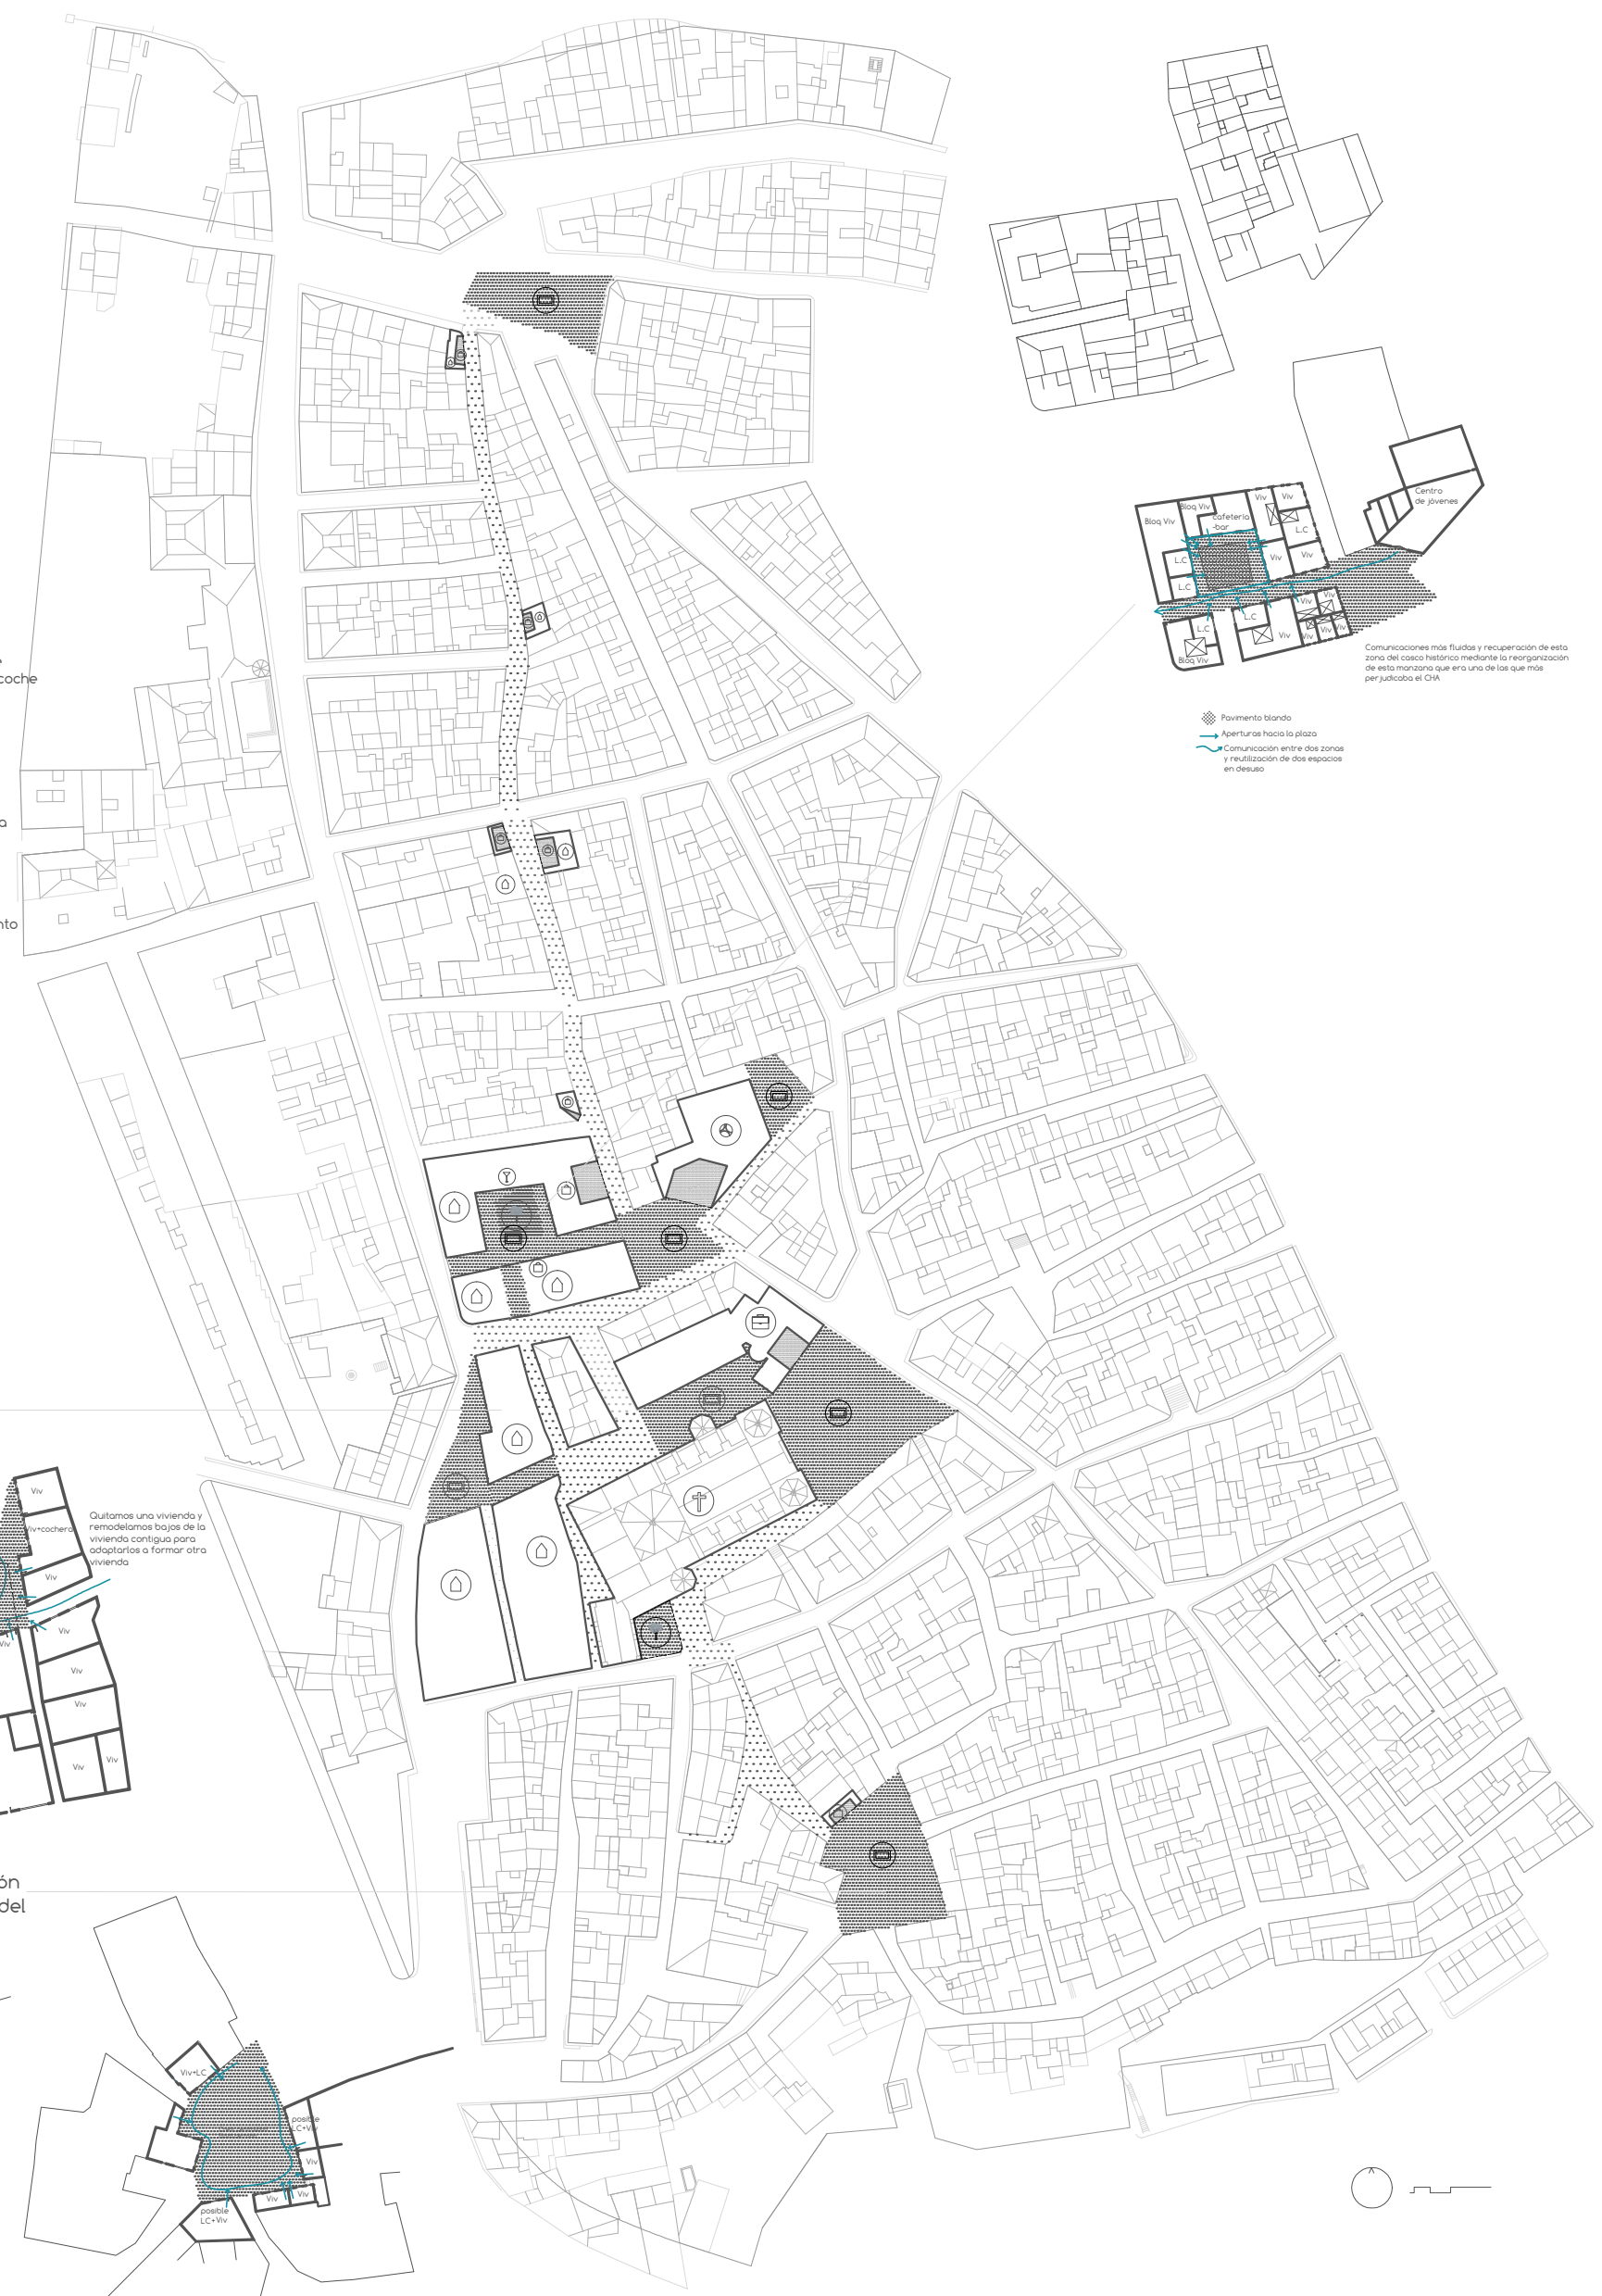 Bloq Viv
Bloq Viv
cafetería
-bar
Viv
Viv
L.C
Viv
Viv
L.C
L.C
L.C
Viv
Viv
Viv
Viv
Viv
Viv
L.C
Bloq Viv
Centro
de jóvenes
Comunicaciones más fluidas y recuperación de esta
zona del casco histórico mediante la reorganización
de esta manzana que era una de las que más
perjudicaba el CHA
Pavimento blando
Aperturas hacia la plaza
Comunicación entre dos zonas
y reutilización de dos espacios
en desuso
coche
a
nto
Viv
Viv+cochera
Viv
Quitamos una vivienda y
remodelamos bajos de la
vivienda contigua para
adaptarlos a formar otra
vivienda
Viv
Viv
Viv
Viv
Viv
Viv
ón
del
Viv+LC
posible
LC+Viv
Viv
Viv
Viv
posible
LC+Viv